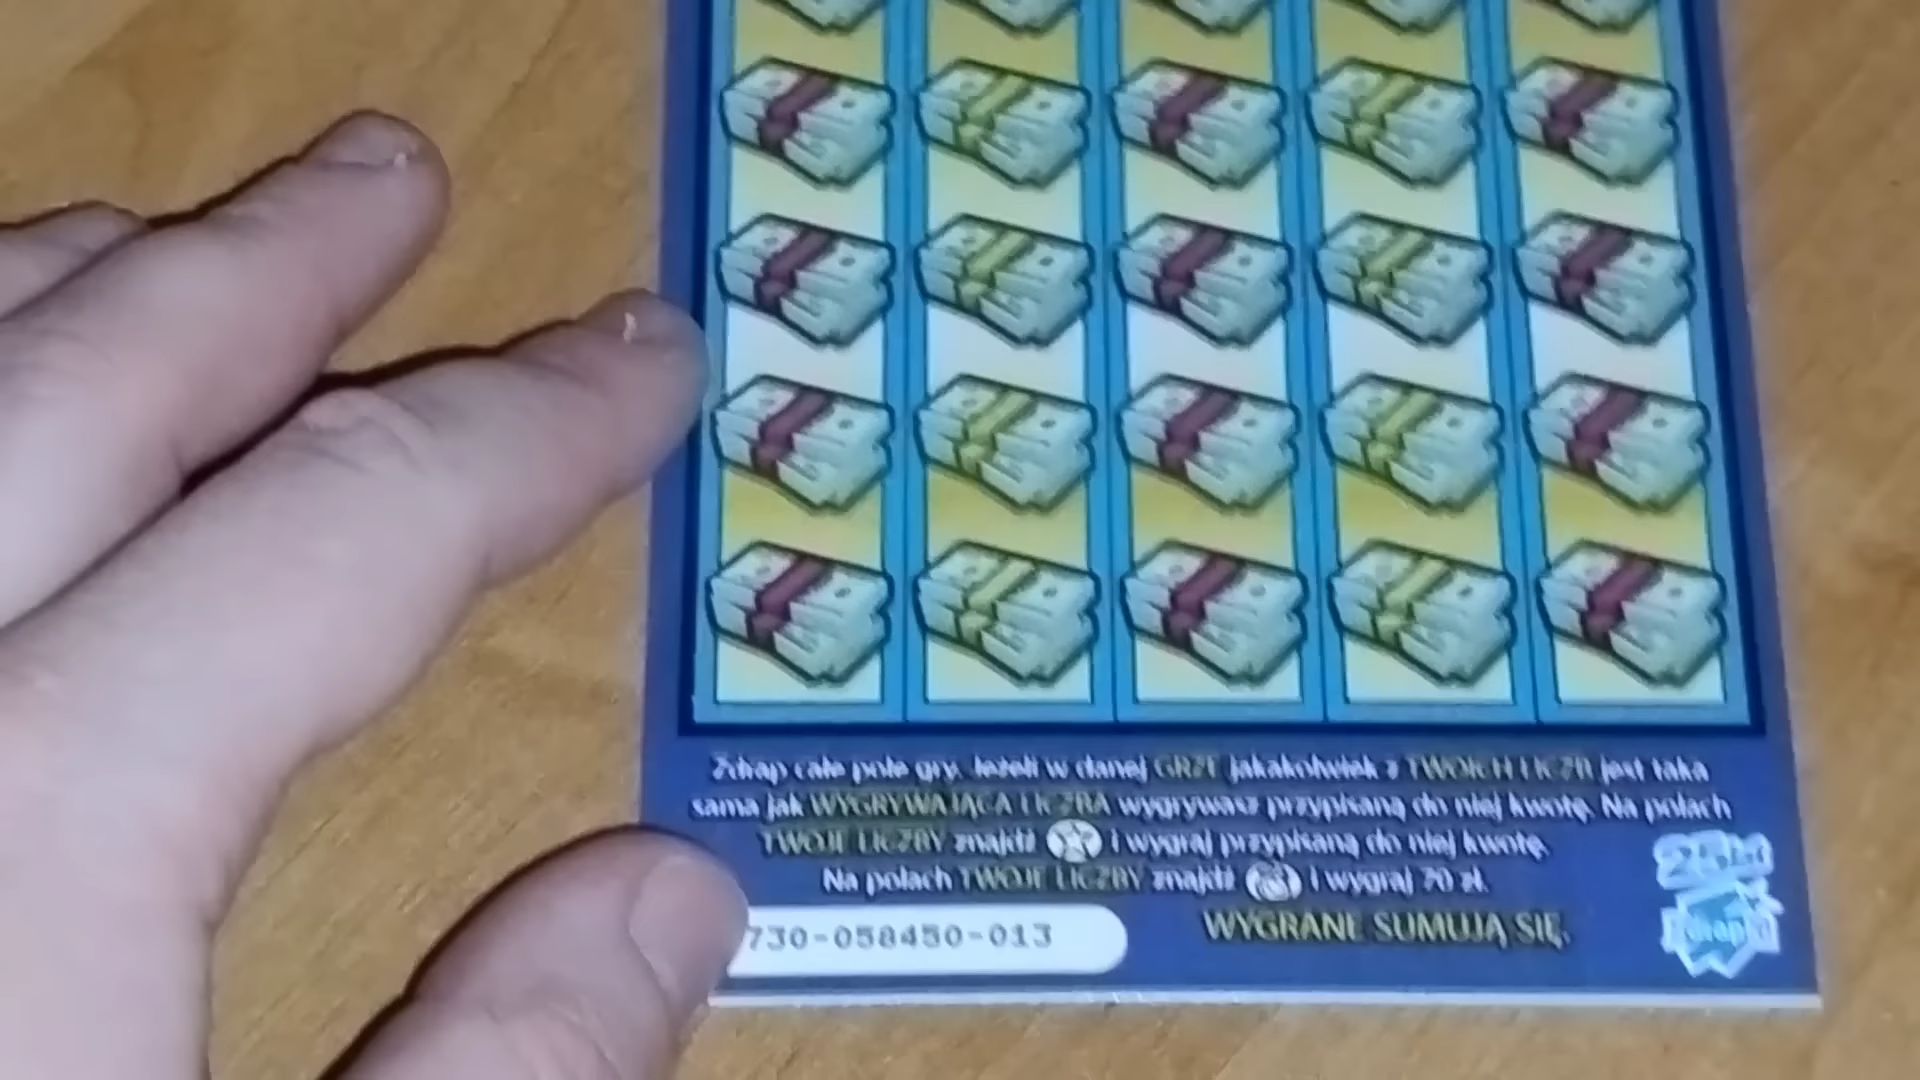 Zdrap całe pole gry. Jeżeli w danej GRZE jakakolwiek z TWOICH LICZB jest taka
sama jak WYGRYWAJĄCA LICZBA wygrywasz przypisaną do niej kwotę. Na polach
TWOJE LICZBY znajdź i wygraj przypisaną do niej kwotę.
Na polach TWOJE LICZBY znajdź i wygraj 70 zł.
730-058450-013
WYGRANE SUMUJĄ SIĘ.